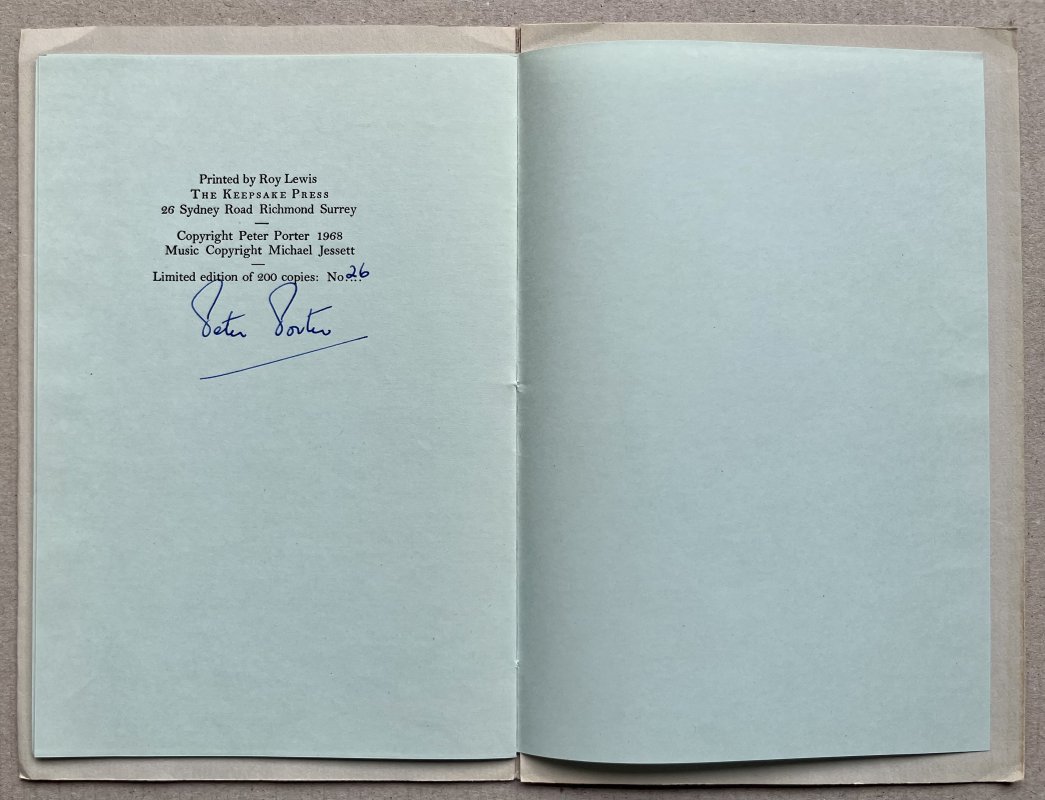 Printed by Roy Lewis
THE KEEPSAKE PRESS
26 Sydney Road Richmond Surrey
Copyright Peter Porter 1968
Music Copyright Michael Jessett
Limited edition of 200 copies: No....26
Peter Porter